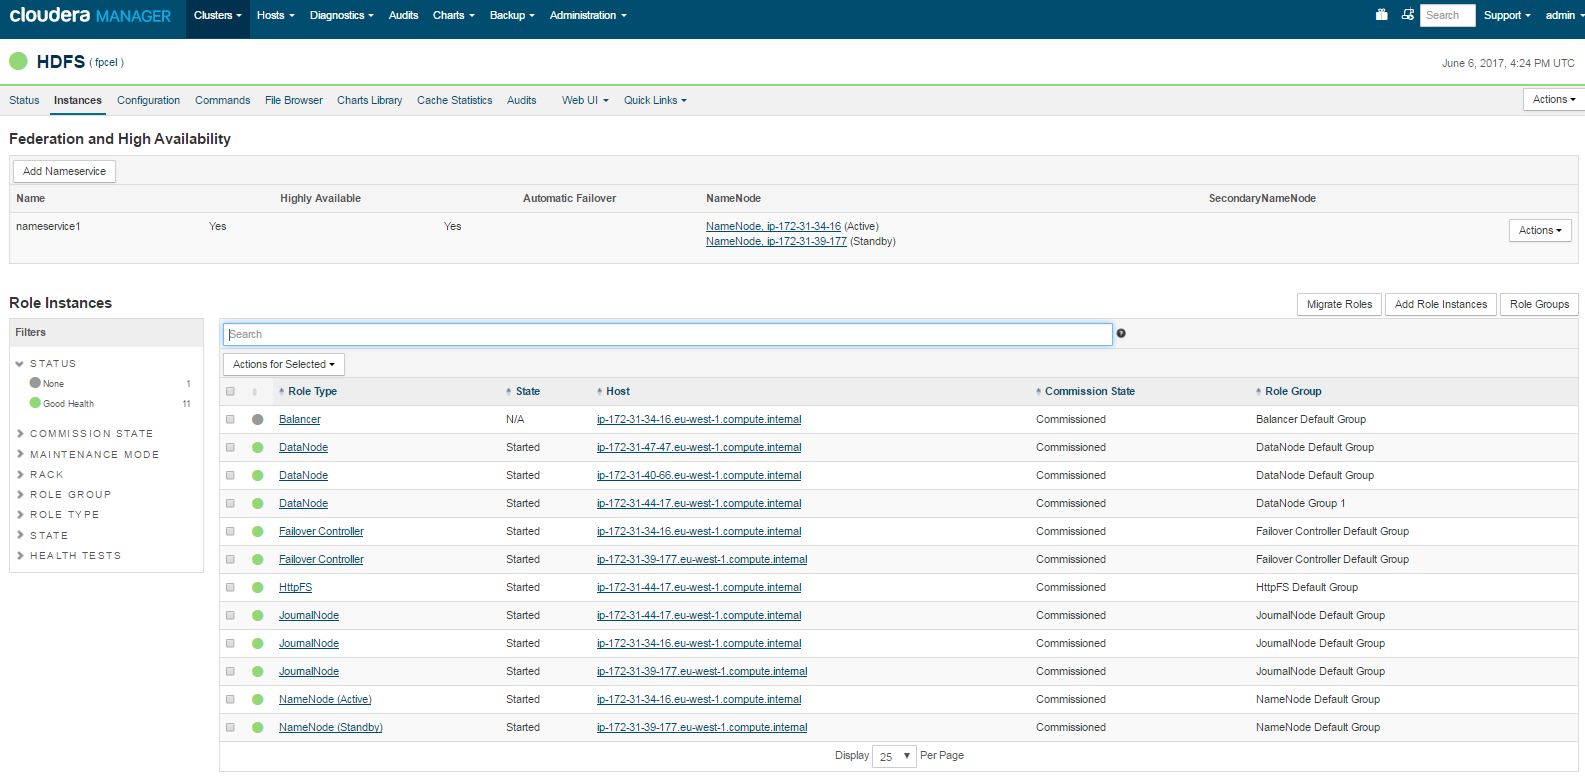 cloudera MANAGER Clusters Hosts Diagnostics Audits Charts Backup Administration Search Support admin
HDFS ( fpcel ) June 6, 2017, 4:24 PM UTC
Status Instances Configuration Commands File Browser Charts Library Cache Statistics Audits Web UI Quick Links Actions
Federation and High Availability
Add Nameservice
Name Highly Available Automatic Failover NameNode SecondaryNameNode
nameservice1 Yes Yes NameNode, ip-172-31-34-16 (Active) Actions
NameNode, ip-172-31-39-177 (Standby)
Role Instances Migrate Roles Add Role Instances Role Groups
Filters
STATUS
None 1
Good Health 11
COMMISSION STATE
MAINTENANCE MODE
RACK
ROLE GROUP
ROLE TYPE
STATE
HEALTH TESTS
Search ?
Actions for Selected
Role Type State Host Commission State Role Group
Balancer N/A ip-172-31-34-16.eu-west-1.compute.internal Commissioned Balancer Default Group
DataNode Started ip-172-31-47-47.eu-west-1.compute.internal Commissioned DataNode Default Group
DataNode Started ip-172-31-40-66.eu-west-1.compute.internal Commissioned DataNode Default Group
DataNode Started ip-172-31-44-17.eu-west-1.compute.internal Commissioned DataNode Group 1
Failover Controller Started ip-172-31-34-16.eu-west-1.compute.internal Commissioned Failover Controller Default Group
Failover Controller Started ip-172-31-39-177.eu-west-1.compute.internal Commissioned Failover Controller Default Group
HttpFS Started ip-172-31-44-17.eu-west-1.compute.internal Commissioned HttpFS Default Group
JournalNode Started ip-172-31-44-17.eu-west-1.compute.internal Commissioned JournalNode Default Group
JournalNode Started ip-172-31-34-16.eu-west-1.compute.internal Commissioned JournalNode Default Group
JournalNode Started ip-172-31-39-177.eu-west-1.compute.internal Commissioned JournalNode Default Group
NameNode (Active) Started ip-172-31-34-16.eu-west-1.compute.internal Commissioned NameNode Default Group
NameNode (Standby) Started ip-172-31-39-177.eu-west-1.compute.internal Commissioned NameNode Default Group
Display 25 Per Page